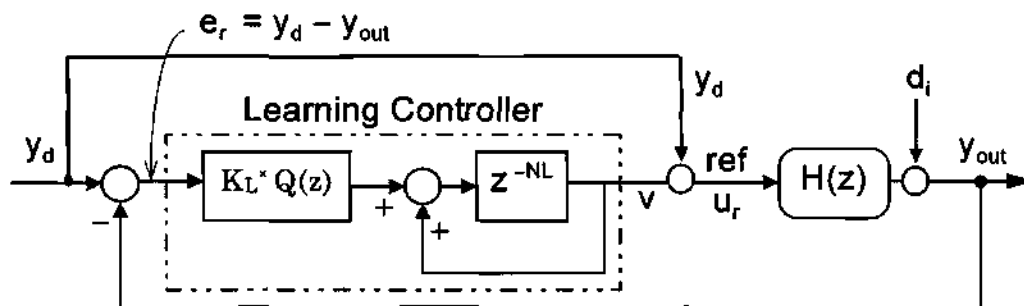 e_r = y_d – y_out
y_d
d_i
Learning Controller
y_d
ref
y_out
K_L* Q(z)
z^-NL
H(z)
–
+
+
v
u_r